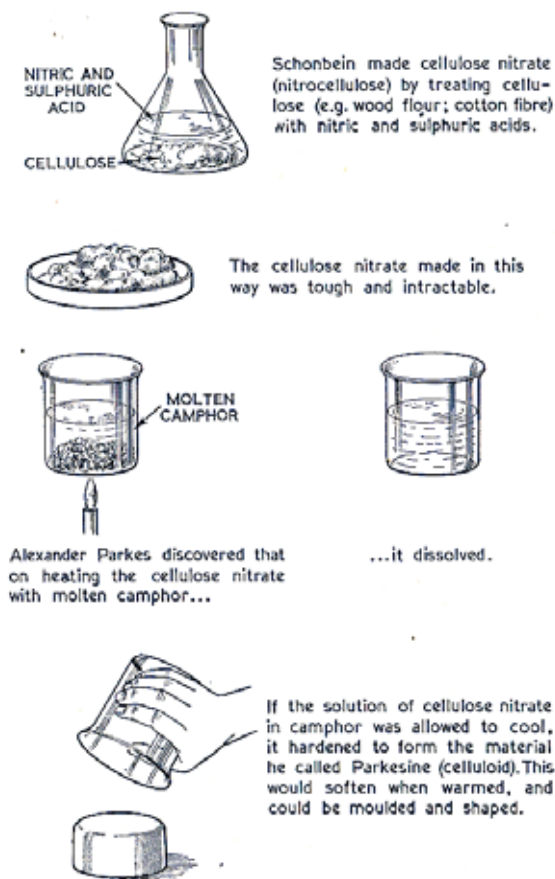 NITRIC AND
SULPHURIC
ACID
CELLULOSE
Schonbein made cellulose nitrate
(nitrocellulose) by treating cellu-
lose (e.g. wood flour; cotton fibre)
with nitric and sulphuric acids.
The cellulose nitrate made in this
way was tough and intractable.
MOLTEN
CAMPHOR
Alexander Parkes discovered that
on heating the cellulose nitrate
with molten camphor...
...it dissolved.
If the solution of cellulose nitrate
in camphor was allowed to cool,
it hardened to form the material
he called Parkesine (celluloid). This
would soften when warmed, and
could be moulded and shaped.